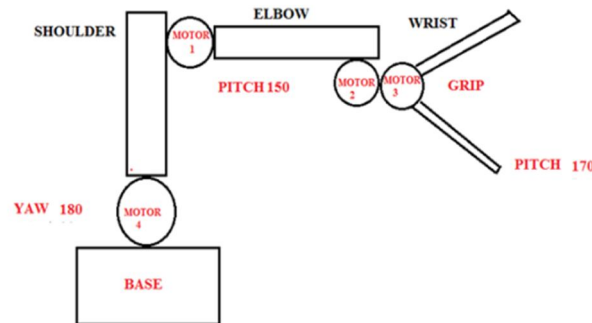 ELBOW
SHOULDER
WRIST
MOTOR
1
PITCH 150
MOTOR
2
MOTOR
3
GRIP
PITCH 170
YAW 180
MOTOR
4
BASE